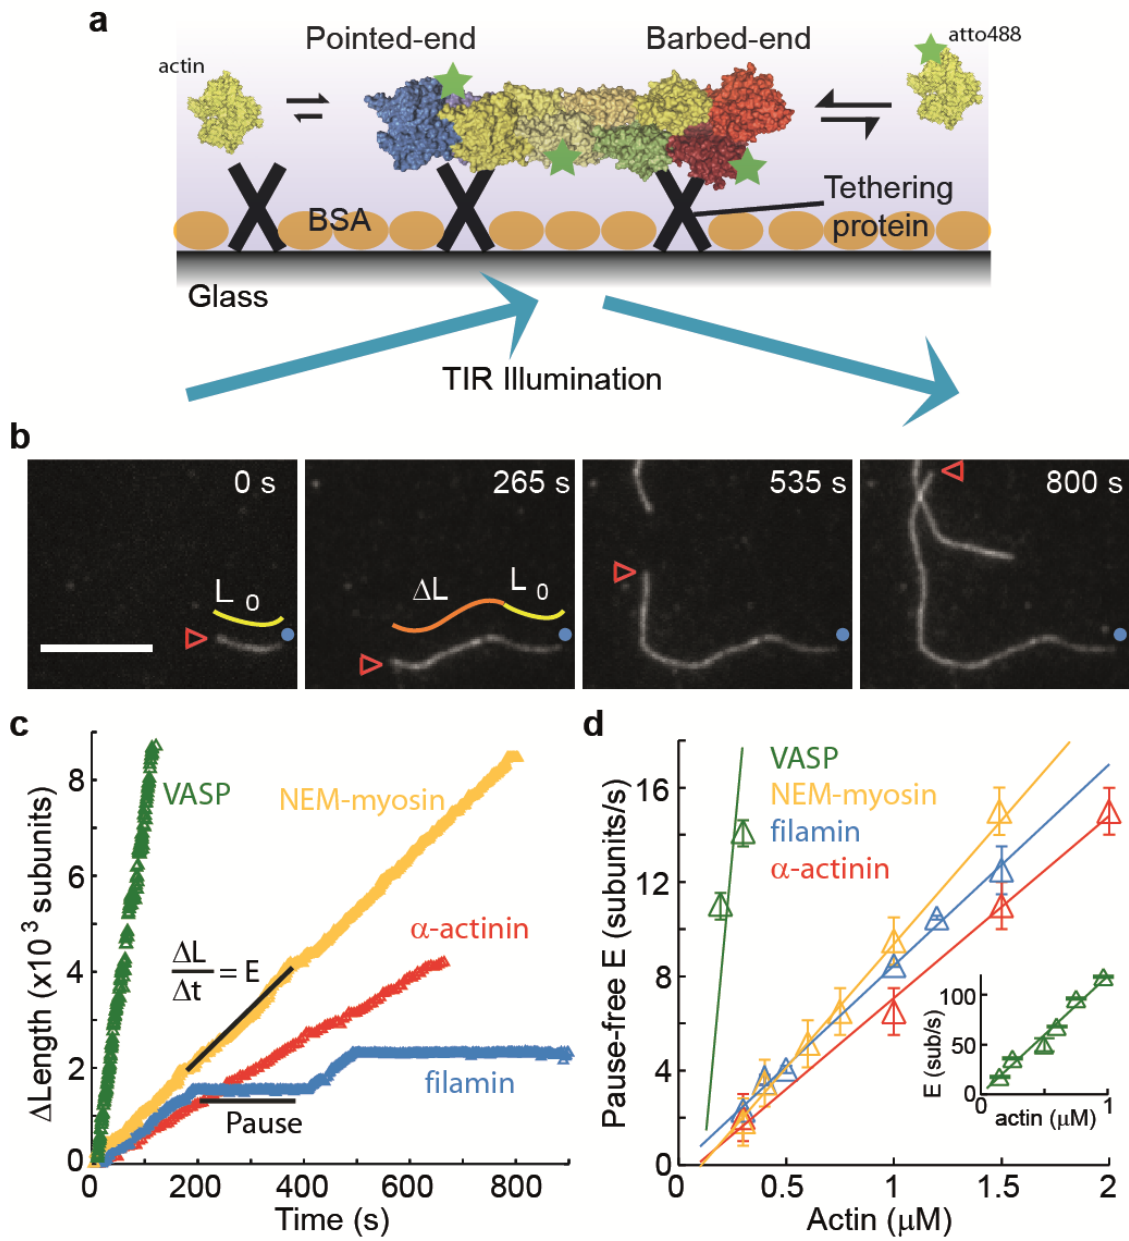 a
Pointed-end
Barbed-end
atto488
actin
BSA
Tethering
protein
Glass
TIR Illumination
b
0 s
265 s
535 s
800 s
L 0
ΔL
L 0
c
d
ΔLength (x10 3 subunits)
8
6
4
2
0
VASP
NEM-myosin
α-actinin
filamin
ΔL
Δt
= E
Pause
0
200
400
600
800
Time (s)
Pause-free E (subunits/s)
16
12
8
4
0
VASP
NEM-myosin
filamin
α-actinin
0.5
1
1.5
2
Actin (μM)
E (sub/s)
100
50
0
0
1
actin (μM)